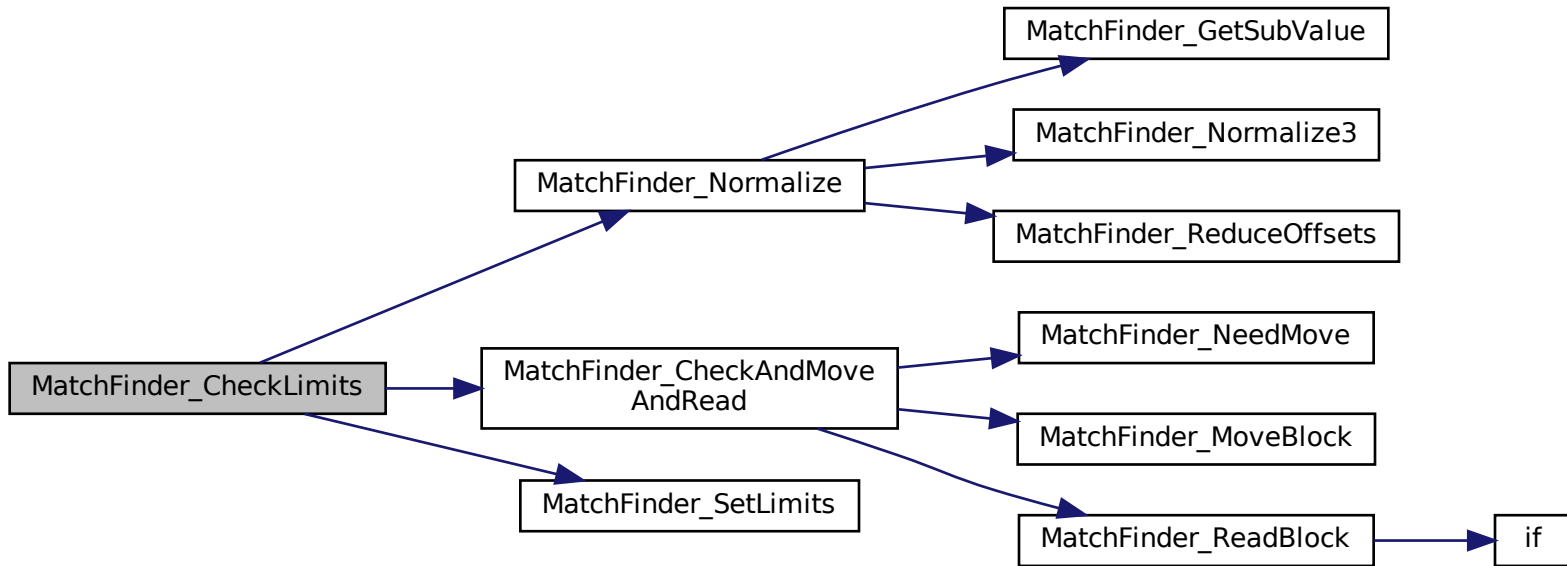 MatchFinder_GetSubValue
MatchFinder_Normalize3
MatchFinder_Normalize
MatchFinder_ReduceOffsets
MatchFinder_NeedMove
MatchFinder_CheckLimits
MatchFinder_CheckAndMove
AndRead
MatchFinder_MoveBlock
MatchFinder_SetLimits
MatchFinder_ReadBlock
if